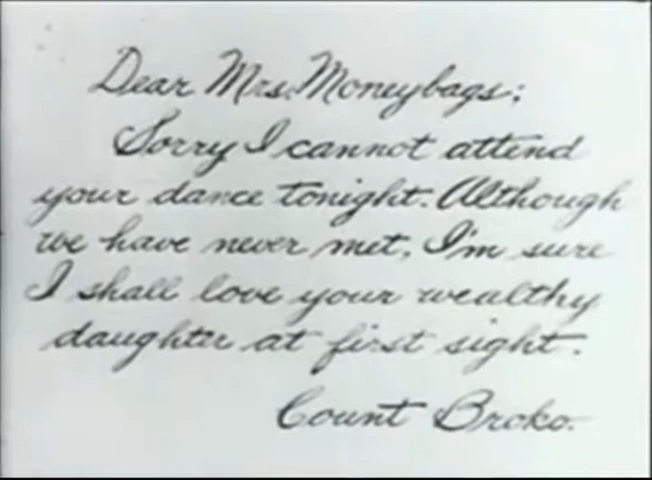 Dear Mrs. Moneybags:
Sorry I cannot attend
your dance tonight. Although
we have never met, I'm sure
I shall love your wealthy
daughter at first sight.
Count Broko.